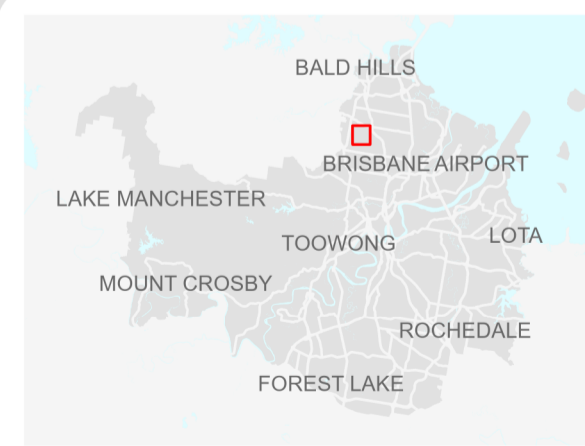 BALD HILLS
BRISBANE AIRPORT
LAKE MANCHESTER
TOOWONG
LOTA
MOUNT CROSBY
ROCHEDALE
FOREST LAKE